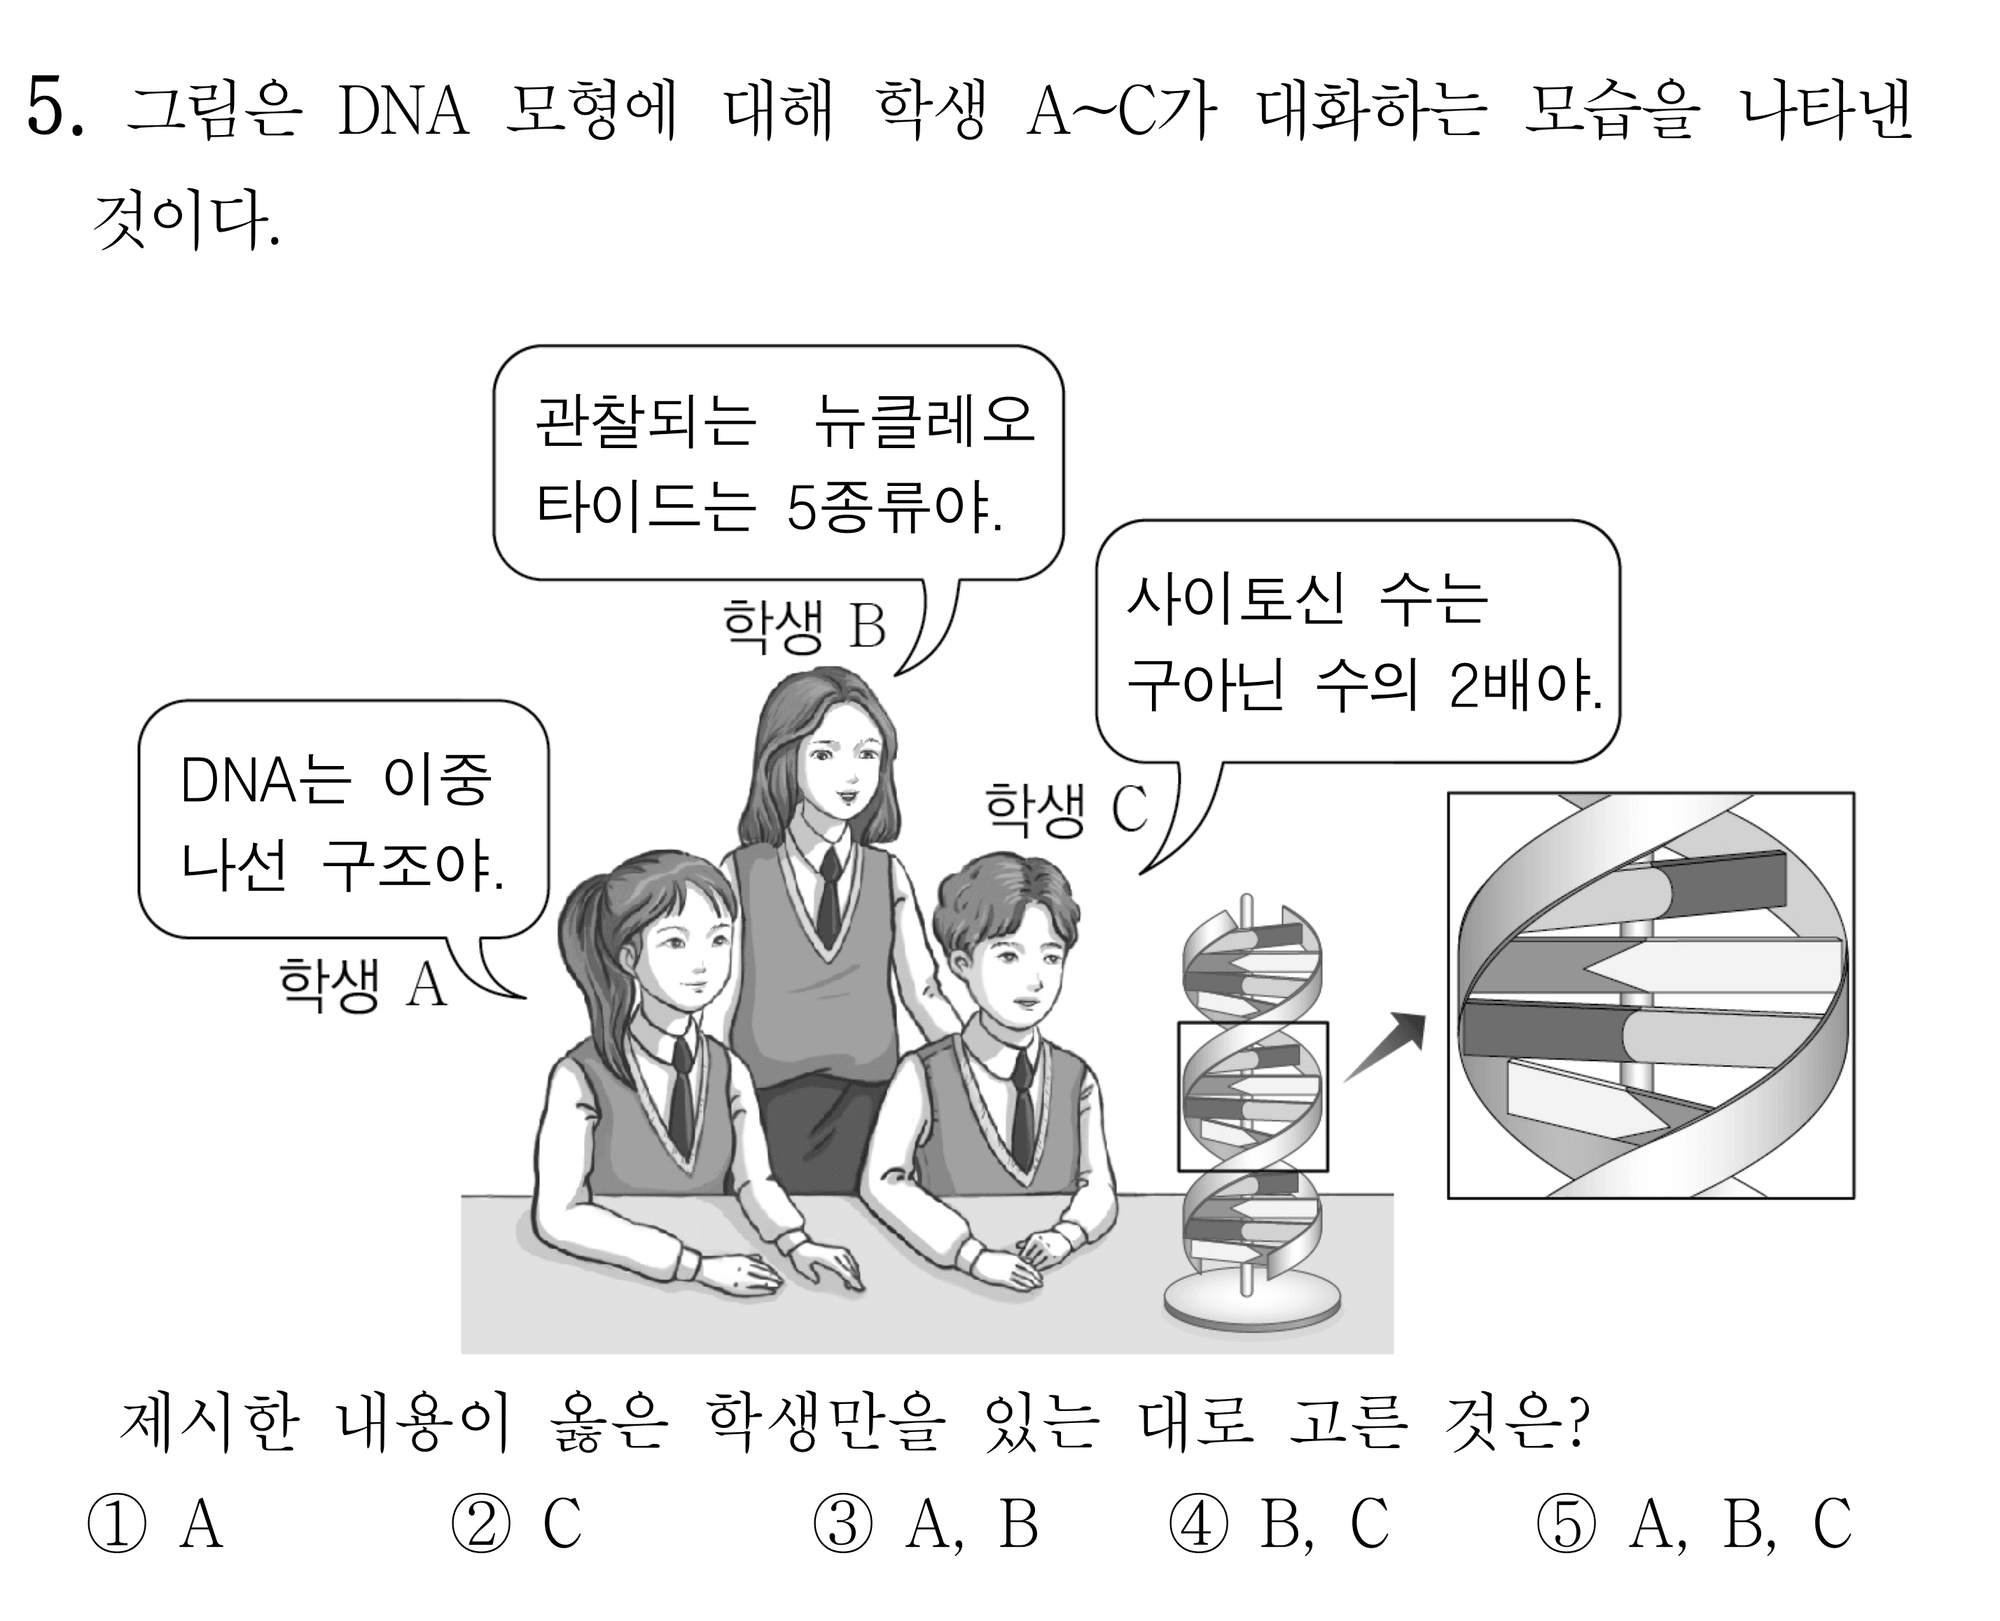 5. 그림은 DNA 모형에 대해 학생 A~C가 대화하는 모습을 나타낸
것이다.
관찰되는 뉴클레오
타이드는 5종류야.
학생 B
사이토신 수는
구아닌 수의 2배야.
학생 C
DNA는 이중
나선 구조야.
학생 A
제시한 내용이 옳은 학생만을 있는 대로 고른 것은?
① A ② C ③ A, B ④ B, C ⑤ A, B, C